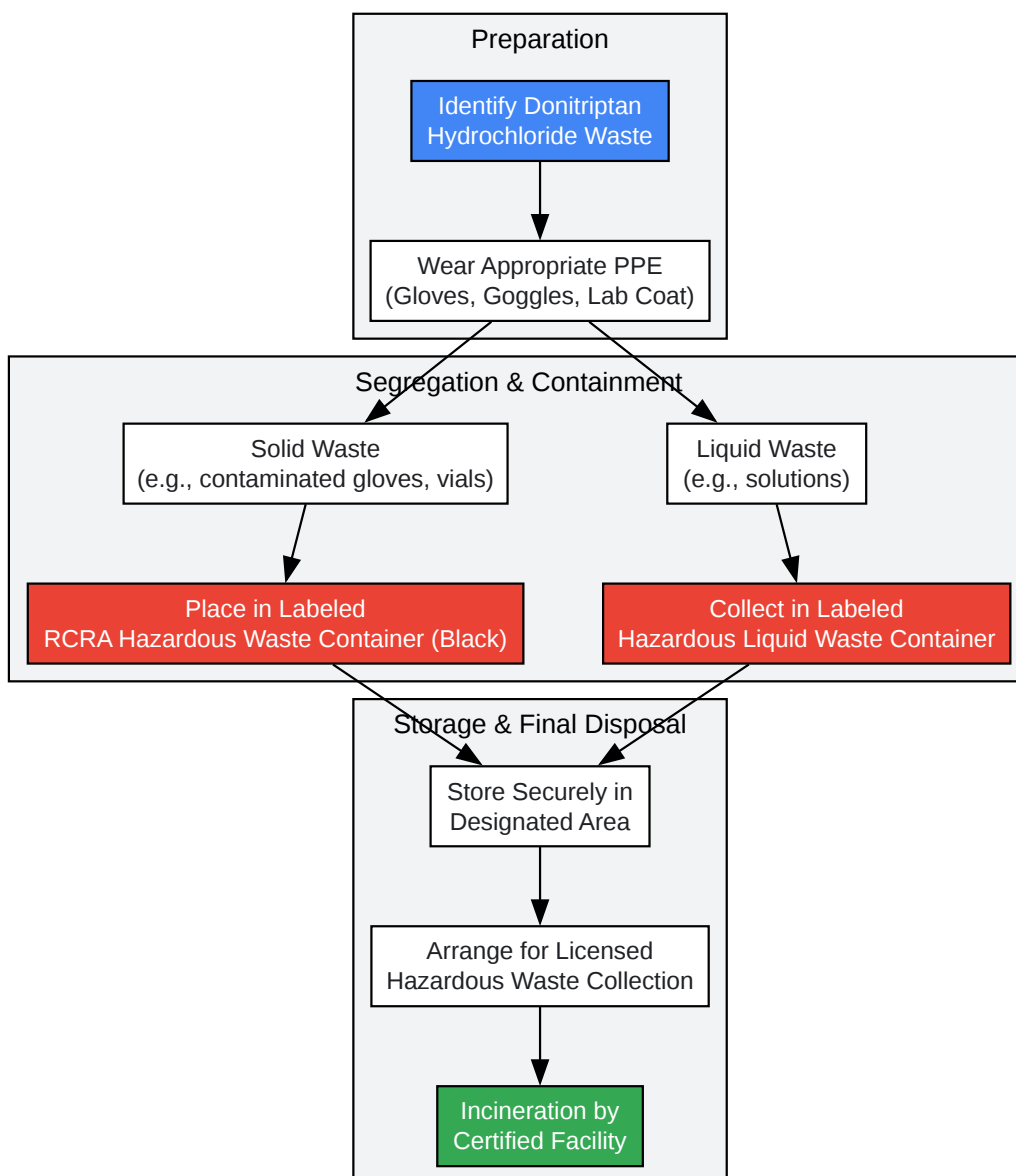 Preparation
Identify Donitriptan
Hydrochloride Waste
Wear Appropriate PPE
(Gloves, Goggles, Lab Coat)
Segregation & Containment
Solid Waste
(e.g., contaminated gloves, vials)
Liquid Waste
(e.g., solutions)
Place in Labeled
RCRA Hazardous Waste Container (Black)
Collect in Labeled
Hazardous Liquid Waste Container
Storage & Final Disposal
Store Securely in
Designated Area
Arrange for Licensed
Hazardous Waste Collection
Incineration by
Certified Facility